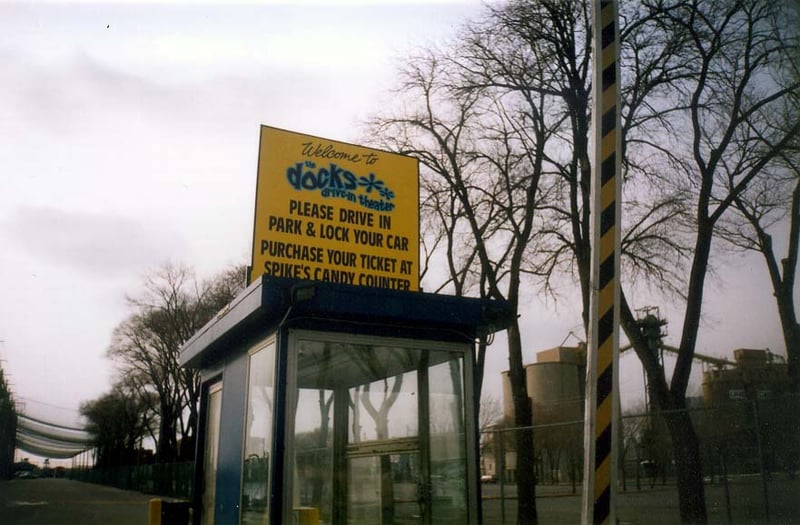 Welcome to
the
docks
drive-in theater
PLEASE DRIVE IN
PARK & LOCK YOUR CAR
PURCHASE YOUR TICKET AT
SPIKE'S CANDY COUNTER